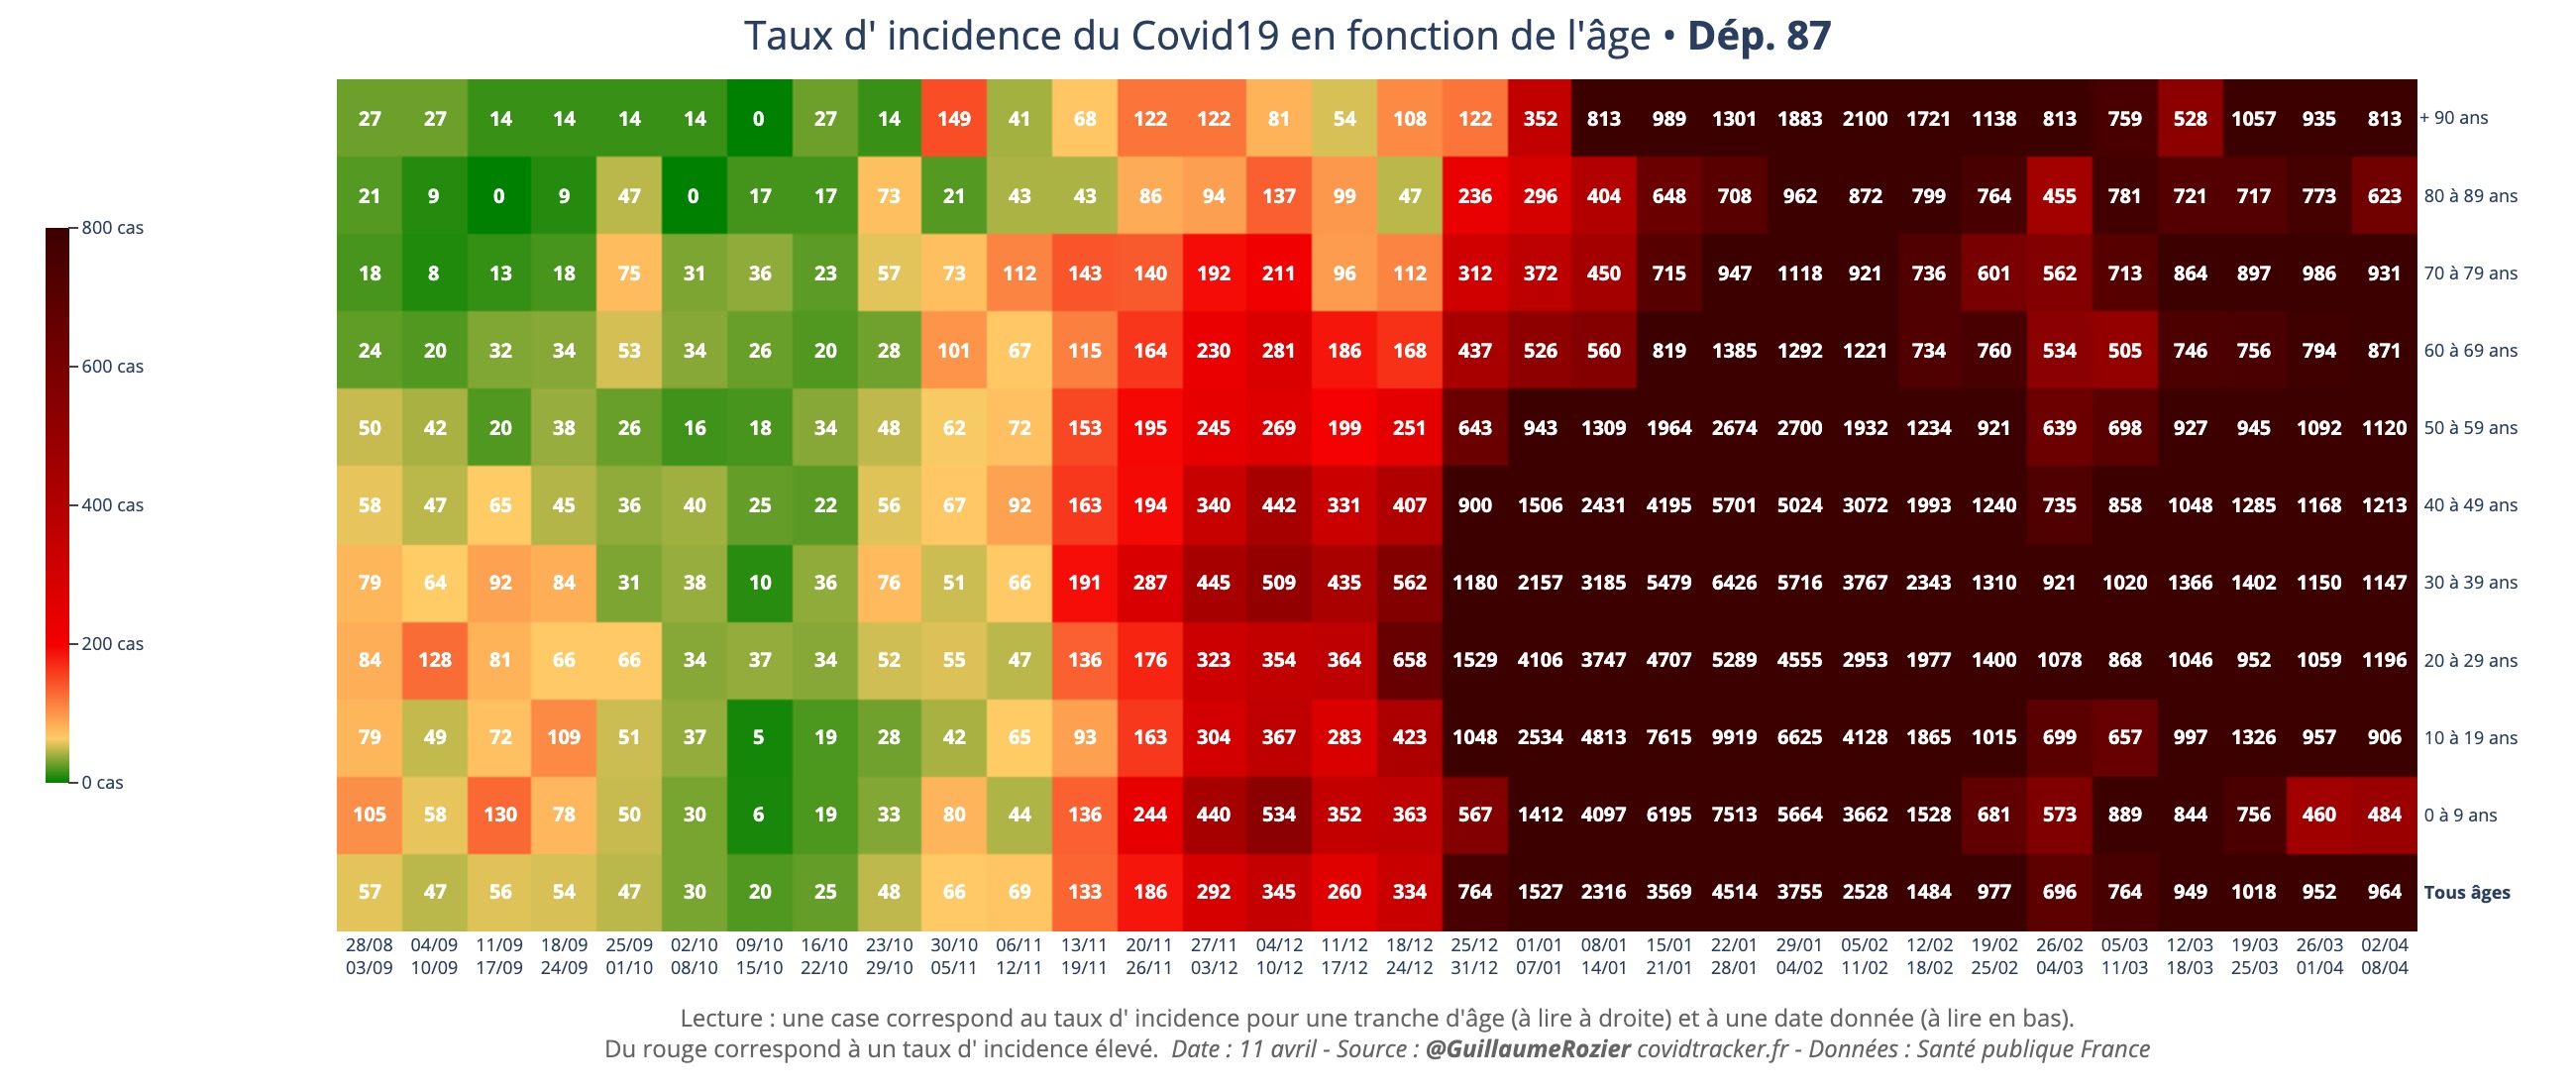 Taux d' incidence du Covid19 en fonction de l'âge • Dép. 87
800 cas
600 cas
400 cas
200 cas
0 cas
27 27 14 14 14 14 0 27 14 149 41 68 122 122 81 54 108 122 352 813 989 1301 1883 2100 1721 1138 813 759 528 1057 935 813 + 90 ans
21 9 0 9 47 0 17 17 73 21 43 43 86 94 137 99 47 236 296 404 648 708 962 872 799 764 455 781 721 717 773 623 80 à 89 ans
18 8 13 18 75 31 36 23 57 73 112 143 140 192 211 96 112 312 372 450 715 947 1118 921 736 601 562 713 864 897 986 931 70 à 79 ans
24 20 32 34 53 34 26 20 28 101 67 115 164 230 281 186 168 437 526 560 819 1385 1292 1221 734 760 534 505 746 756 794 871 60 à 69 ans
50 42 20 38 26 16 18 34 48 62 72 153 195 245 269 199 251 643 943 1309 1964 2674 2700 1932 1234 921 639 698 927 945 1092 1120 50 à 59 ans
58 47 65 45 36 40 25 22 56 67 92 163 194 340 442 331 407 900 1506 2431 4195 5701 5024 3072 1993 1240 735 858 1048 1285 1168 1213 40 à 49 ans
79 64 92 84 31 38 10 36 76 51 66 191 287 445 509 435 562 1180 2157 3185 5479 6426 5716 3767 2343 1310 921 1020 1366 1402 1150 1147 30 à 39 ans
84 128 81 66 66 34 37 34 52 55 47 136 176 323 354 364 658 1529 4106 3747 4707 5289 4555 2953 1977 1400 1078 868 1046 952 1059 1196 20 à 29 ans
79 49 72 109 51 37 5 19 28 42 65 93 163 304 367 283 423 1048 2534 4813 7615 9919 6625 4128 1865 1015 699 657 997 1326 957 906 10 à 19 ans
105 58 130 78 50 30 6 19 33 80 44 136 244 440 534 352 363 567 1412 4097 6195 7513 5664 3662 1528 681 573 889 844 756 460 484 0 à 9 ans
57 47 56 54 47 30 20 25 48 66 69 133 186 292 345 260 334 764 1527 2316 3569 4514 3755 2528 1484 977 696 764 949 1018 952 964 Tous âges
28/08 04/09 11/09 18/09 25/09 02/10 09/10 16/10 23/10 30/10 06/11 13/11 20/11 27/11 04/12 11/12 18/12 25/12 01/01 08/01 15/01 22/01 29/01 05/02 12/02 19/02 26/02 05/03 12/03 19/03 26/03 02/04
03/09 10/09 17/09 24/09 01/10 08/10 15/10 22/10 29/10 05/11 12/11 19/11 26/11 03/12 10/12 17/12 24/12 31/12 07/01 14/01 21/01 28/01 04/02 11/02 18/02 25/02 04/03 11/03 18/03 25/03 01/04 08/04
Lecture : une case correspond au taux d' incidence pour une tranche d'âge (à lire à droite) et à une date donnée (à lire en bas).
Du rouge correspond à un taux d' incidence élevé. Date : 11 avril - Source : @GuillaumeRozier covidtracker.fr - Données : Santé publique France